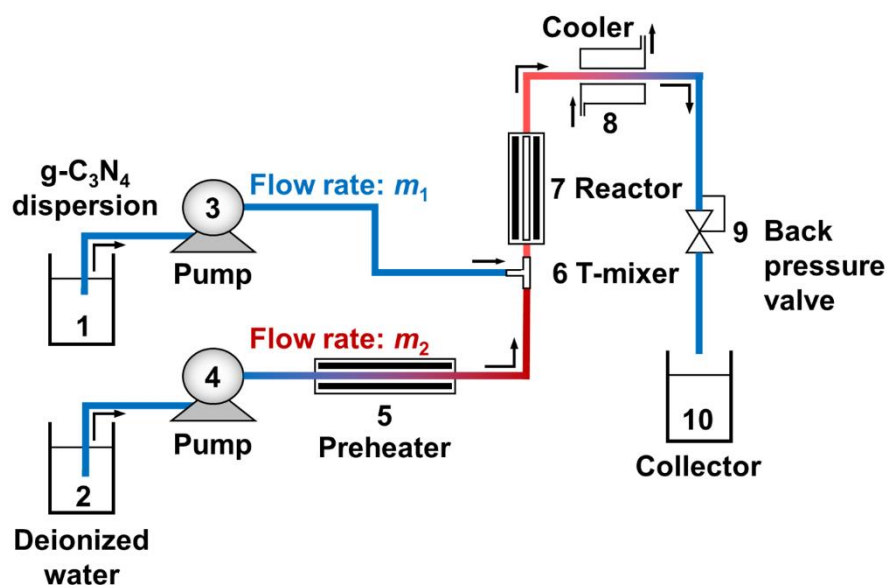 Cooler
8
g-C₃N₄
dispersion
3
Flow rate: m₁
Pump
1
7 Reactor
9 Back
pressure
valve
6 T-mixer
Flow rate: m₂
4
Pump
5
Preheater
2
Deionized
water
10
Collector